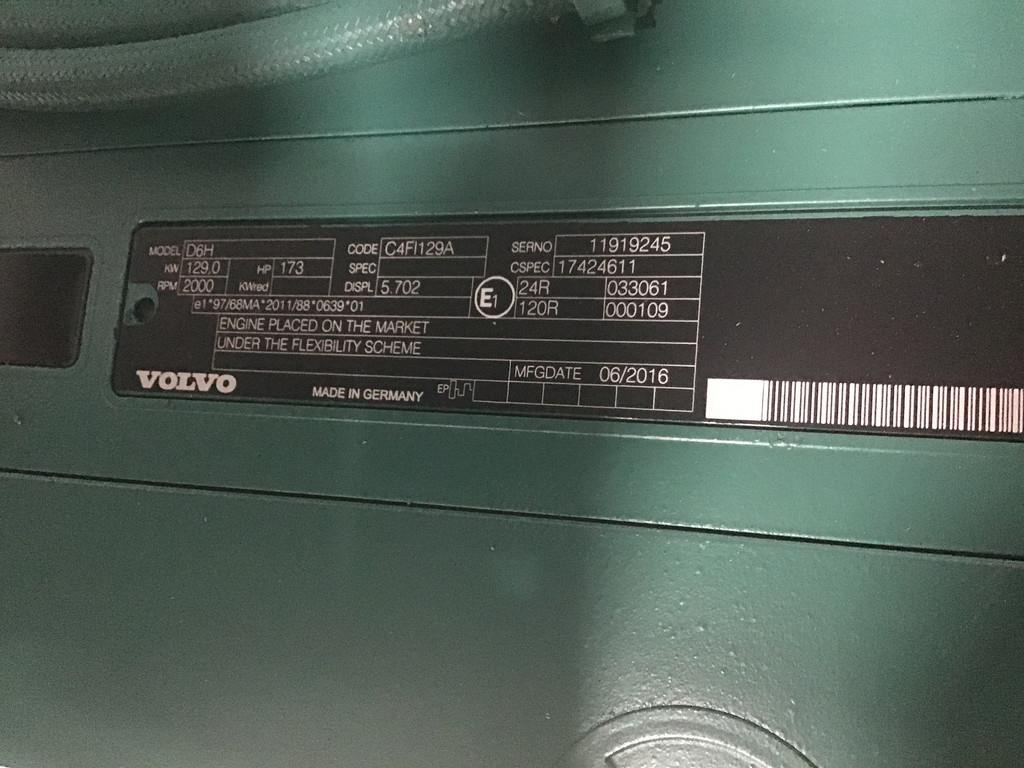 MODEL D6H CODE C4FI129A SERNO 11919245
KW 129.0 HP 173 SPEC CSPEC 17424611
RPM 2000 KWred DISPL 5.702 E1 24R 033061
e1*97/68MA*2011/88*0639*01 120R 000109
ENGINE PLACED ON THE MARKET
UNDER THE FLEXIBILITY SCHEME
MFGDATE 06/2016
VOLVO MADE IN GERMANY EP